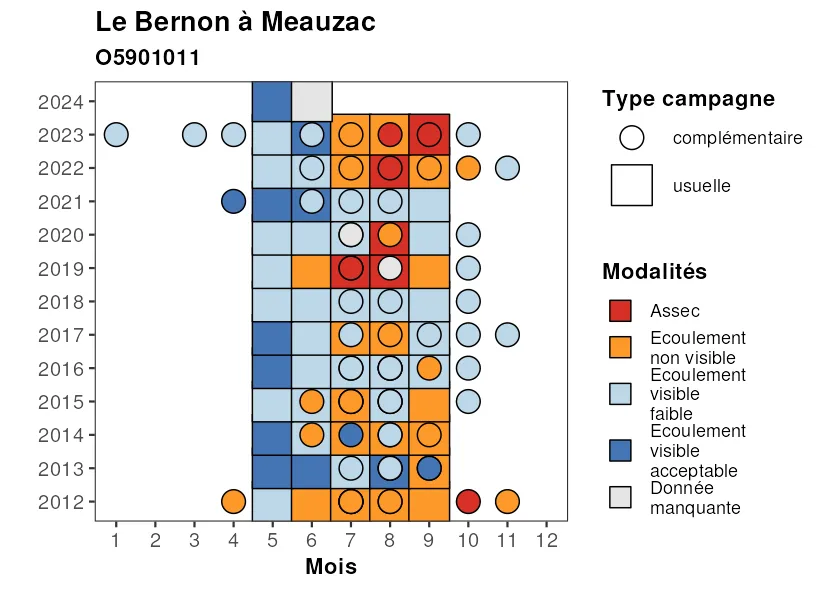 Le Bernon à Meauzac
O5901011
2024
2023
2022
2021
2020
2019
2018
2017
2016
2015
2014
2013
2012
1 2 3 4 5 6 7 8 9 10 11 12
Mois
Type campagne
complémentaire
usuelle
Modalités
Assec
Ecoulement
non visible
Ecoulement
visible
faible
Ecoulement
visible
acceptable
Donnée
manquante